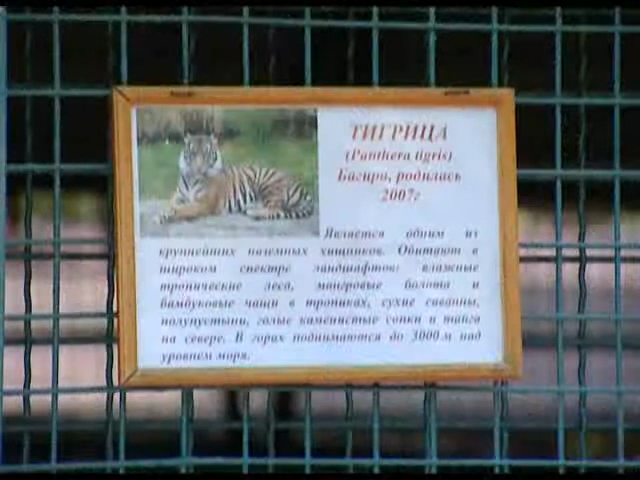 ТИГРИЦА
(Panthera tigris)
Багира, родилась
2007г
Является одним из
крупнейших наземных хищников. Обитают в
широком спектре ландшафтов: влажные
тропические леса, мангровые болота и
бамбуковые чащи в тропиках, сухие саванны,
полупустыни, голые каменистые сопки и тайга
на севере. В горах поднимаются до 3000 м над
уровнем моря.